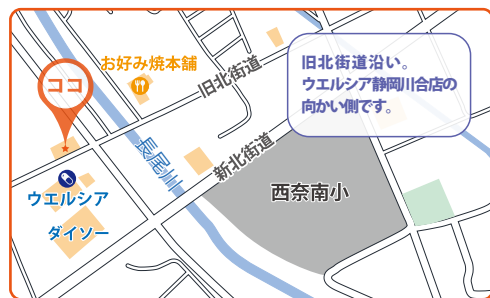 お好み焼本舗
旧北街道
旧北街道沿い。
ウエルシア静岡川合店の
向かい側です。
ココ
長尾川
新北街道
西奈南小
ウエルシア
ダイソー